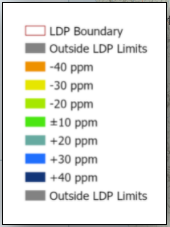 LDP Boundary
Outside LDP Limits
-40 ppm
-30 ppm
-20 ppm
±10 ppm
+20 ppm
+30 ppm
+40 ppm
Outside LDP Limits